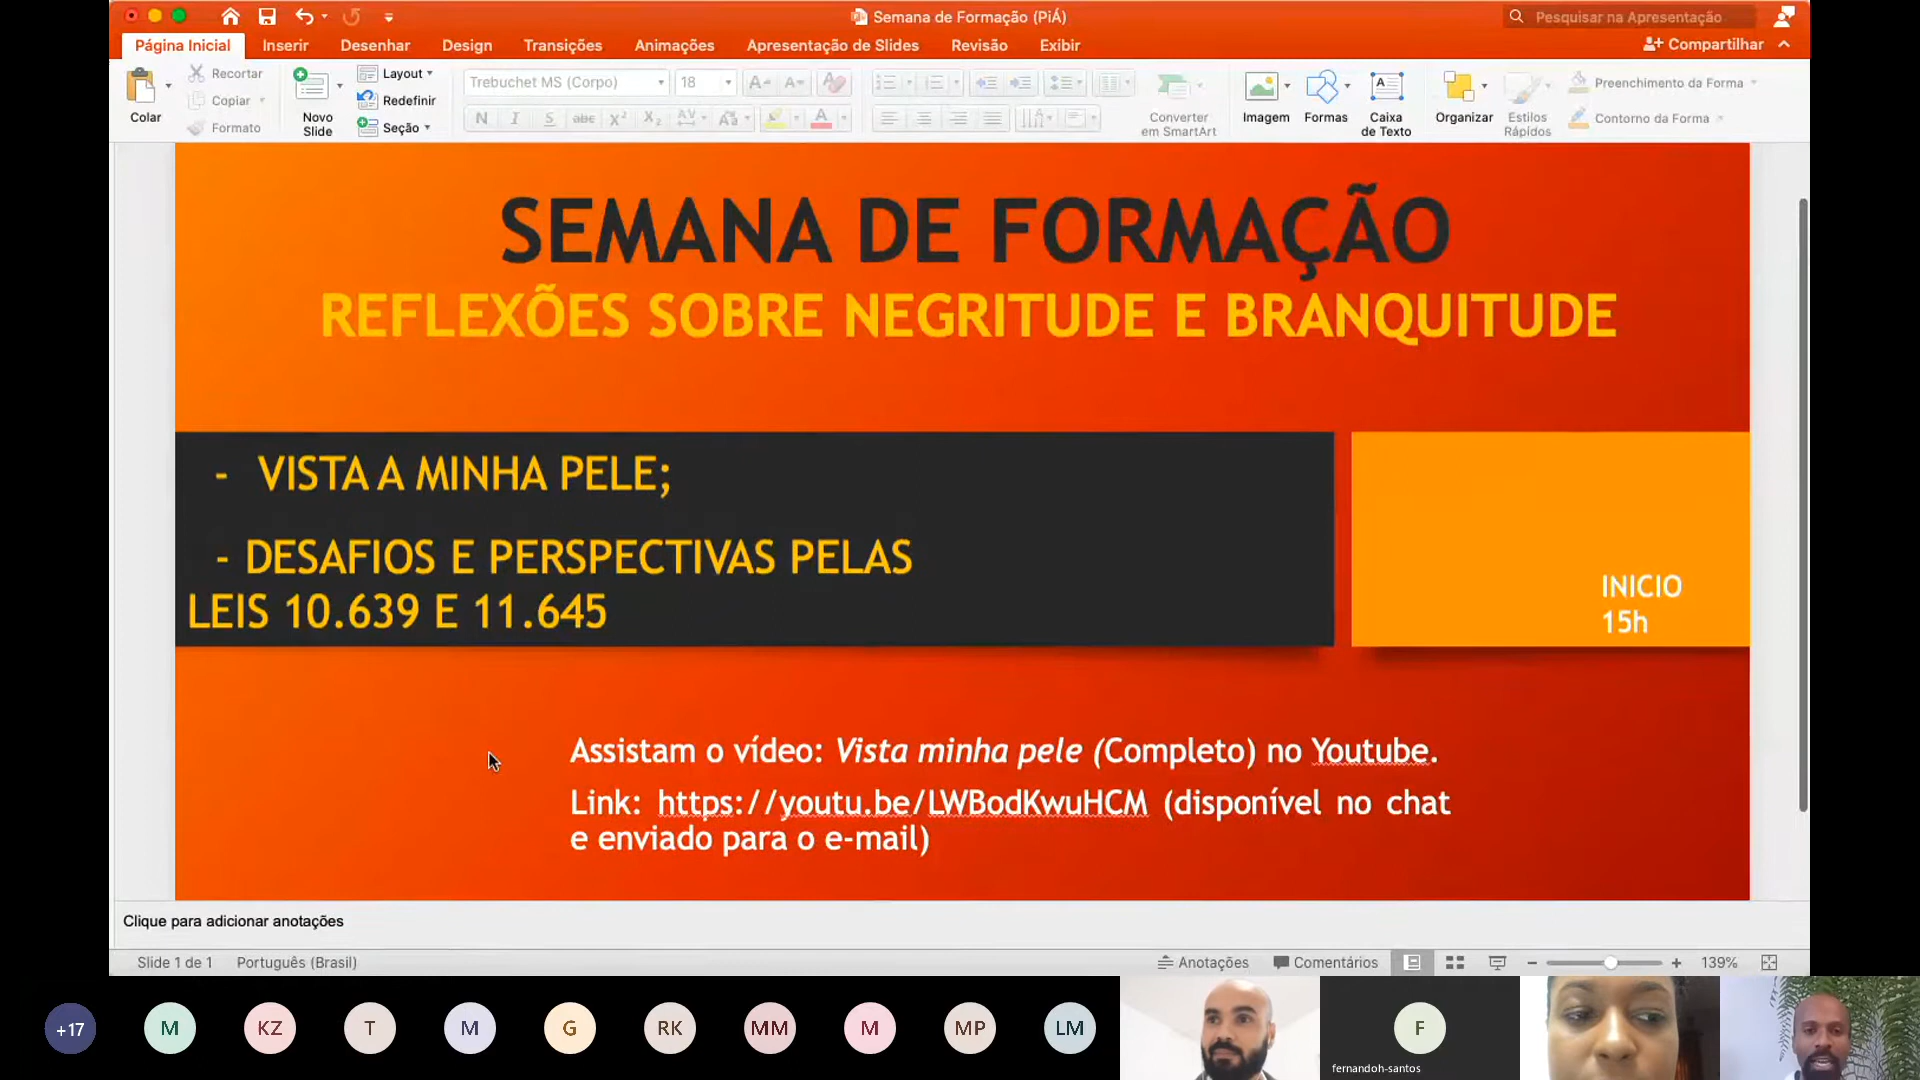 Semana de Formação (PiÁ)
Pesquisar na Apresentação
Página Inicial
Inserir
Desenhar
Design
Transições
Animações
Apresentação de Slides
Revisão
Exibir
Compartilhar
Colar
Recortar
Copiar
Formato
Novo
Slide
Layout
Redefinir
Seção
Trebuchet MS (Corpo)
18
Converter
em SmartArt
Imagem
Formas
Caixa
de Texto
Organizar
Estilos
Rápidos
Preenchimento da Forma
Contorno da Forma
SEMANA DE FORMAÇÃO
REFLEXÕES SOBRE NEGRITUDE E BRANQUITUDE
- VISTA A MINHA PELE;
- DESAFIOS E PERSPECTIVAS PELAS
LEIS 10.639 E 11.645
INICIO
15h
Assistam o vídeo: Vista minha pele (Completo) no Youtube.
Link: https://youtu.be/LWBodKwuHCM (disponível no chat
e enviado para o e-mail)
Clique para adicionar anotações
Slide 1 de 1
Português (Brasil)
Anotações
Comentários
139%
+17
M
KZ
T
M
G
RK
MM
M
MP
LM
F
fernandoh-santos